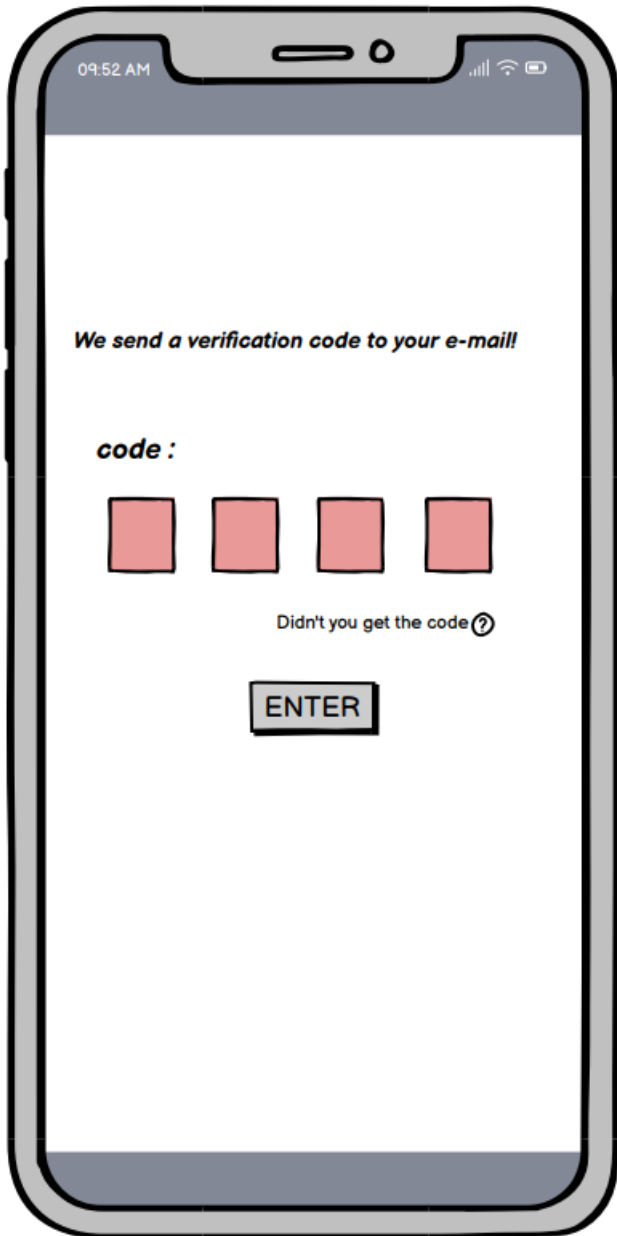 09:52 AM
We send a verification code to your e-mail!
code :
Didn't you get the code?
ENTER